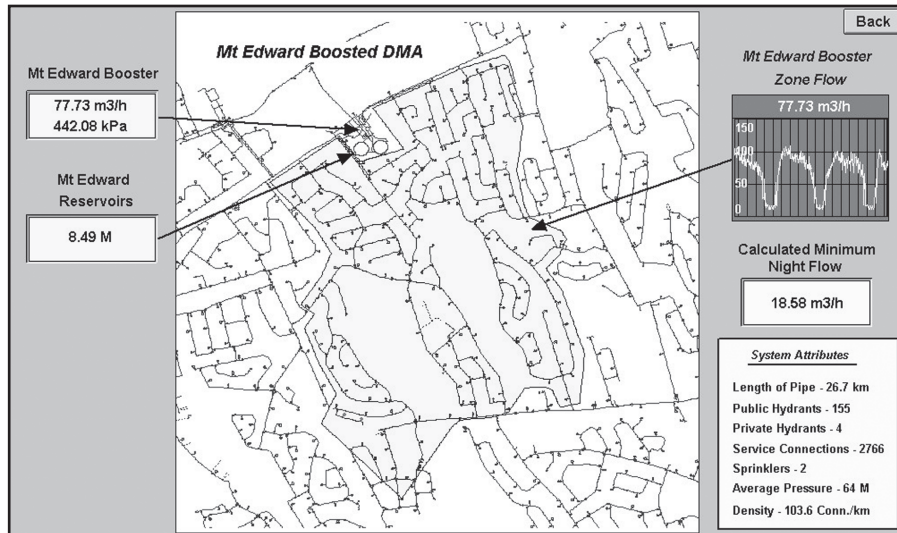 Back
Mt Edward Boosted DMA
Mt Edward Booster
77.73 m3/h
442.08 kPa
Mt Edward
Reservoirs
8.49 M
Mt Edward Booster
Zone Flow
77.73 m3/h
150
100
50
0
Calculated Minimum
Night Flow
18.58 m3/h
System Attributes
Length of Pipe - 26.7 km
Public Hydrants - 155
Private Hydrants - 4
Service Connections - 2766
Sprinklers - 2
Average Pressure - 64 M
Density - 103.6 Conn./km